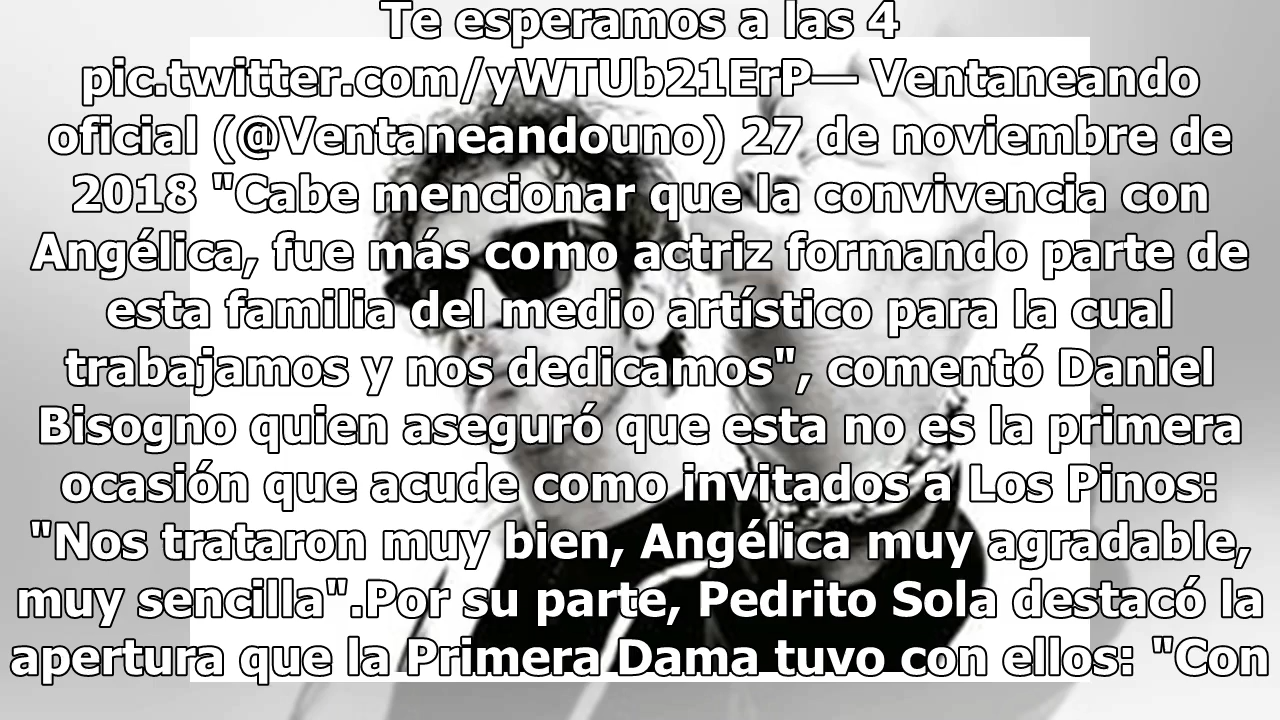 Te esperamos a las 4
pic.twitter.com/yWTUb21ErP— Ventaneando
oficial (@Ventaneandouno) 27 de noviembre de
2018 "Cabe mencionar que la convivencia con
Angélica, fue más como actriz formando parte de
esta familia del medio artístico para la cual
trabajamos y nos dedicamos", comentó Daniel
Bisogno quien aseguró que esta no es la primera
ocasión que acude como invitados a Los Pinos:
"Nos trataron muy bien, Angélica muy agradable,
muy sencilla".Por su parte, Pedrito Sola destacó la
apertura que la Primera Dama tuvo con ellos: "Con